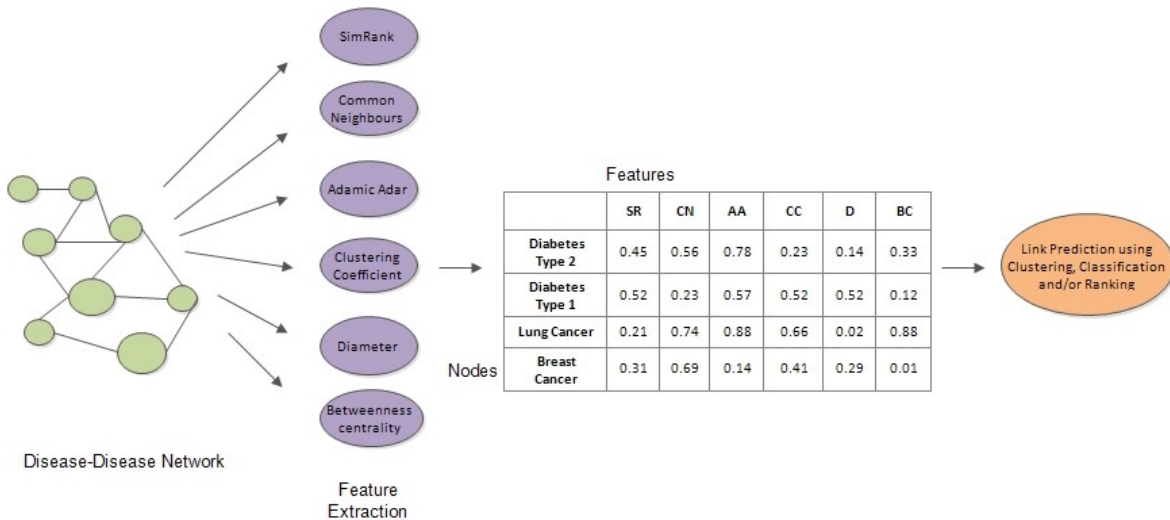 SimRank
Common
Neighbours
Adamic Adar
Clustering
Coefficient
Diameter
Betweenness
centrality
Disease-Disease Network
Feature
Extraction
Features
SR CN AA CC D BC
Diabetes
Type 2
0.45 0.56 0.78 0.23 0.14 0.33
Diabetes
Type 1
0.52 0.23 0.57 0.52 0.52 0.12
Lung Cancer 0.21 0.74 0.88 0.66 0.02 0.88
Breast
Cancer
0.31 0.69 0.14 0.41 0.29 0.01
Nodes
Link Prediction using
Clustering, Classification
and/or Ranking